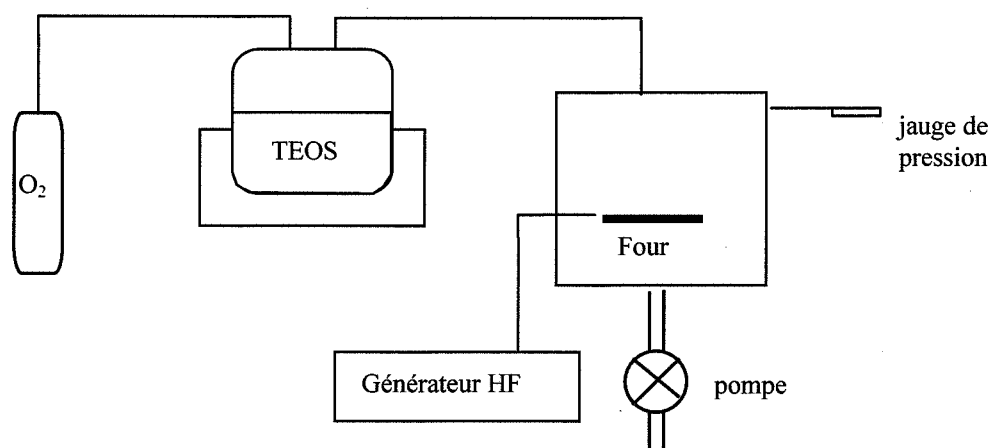 O₂
TEOS
jauge de
pression
Four
Générateur HF
pompe